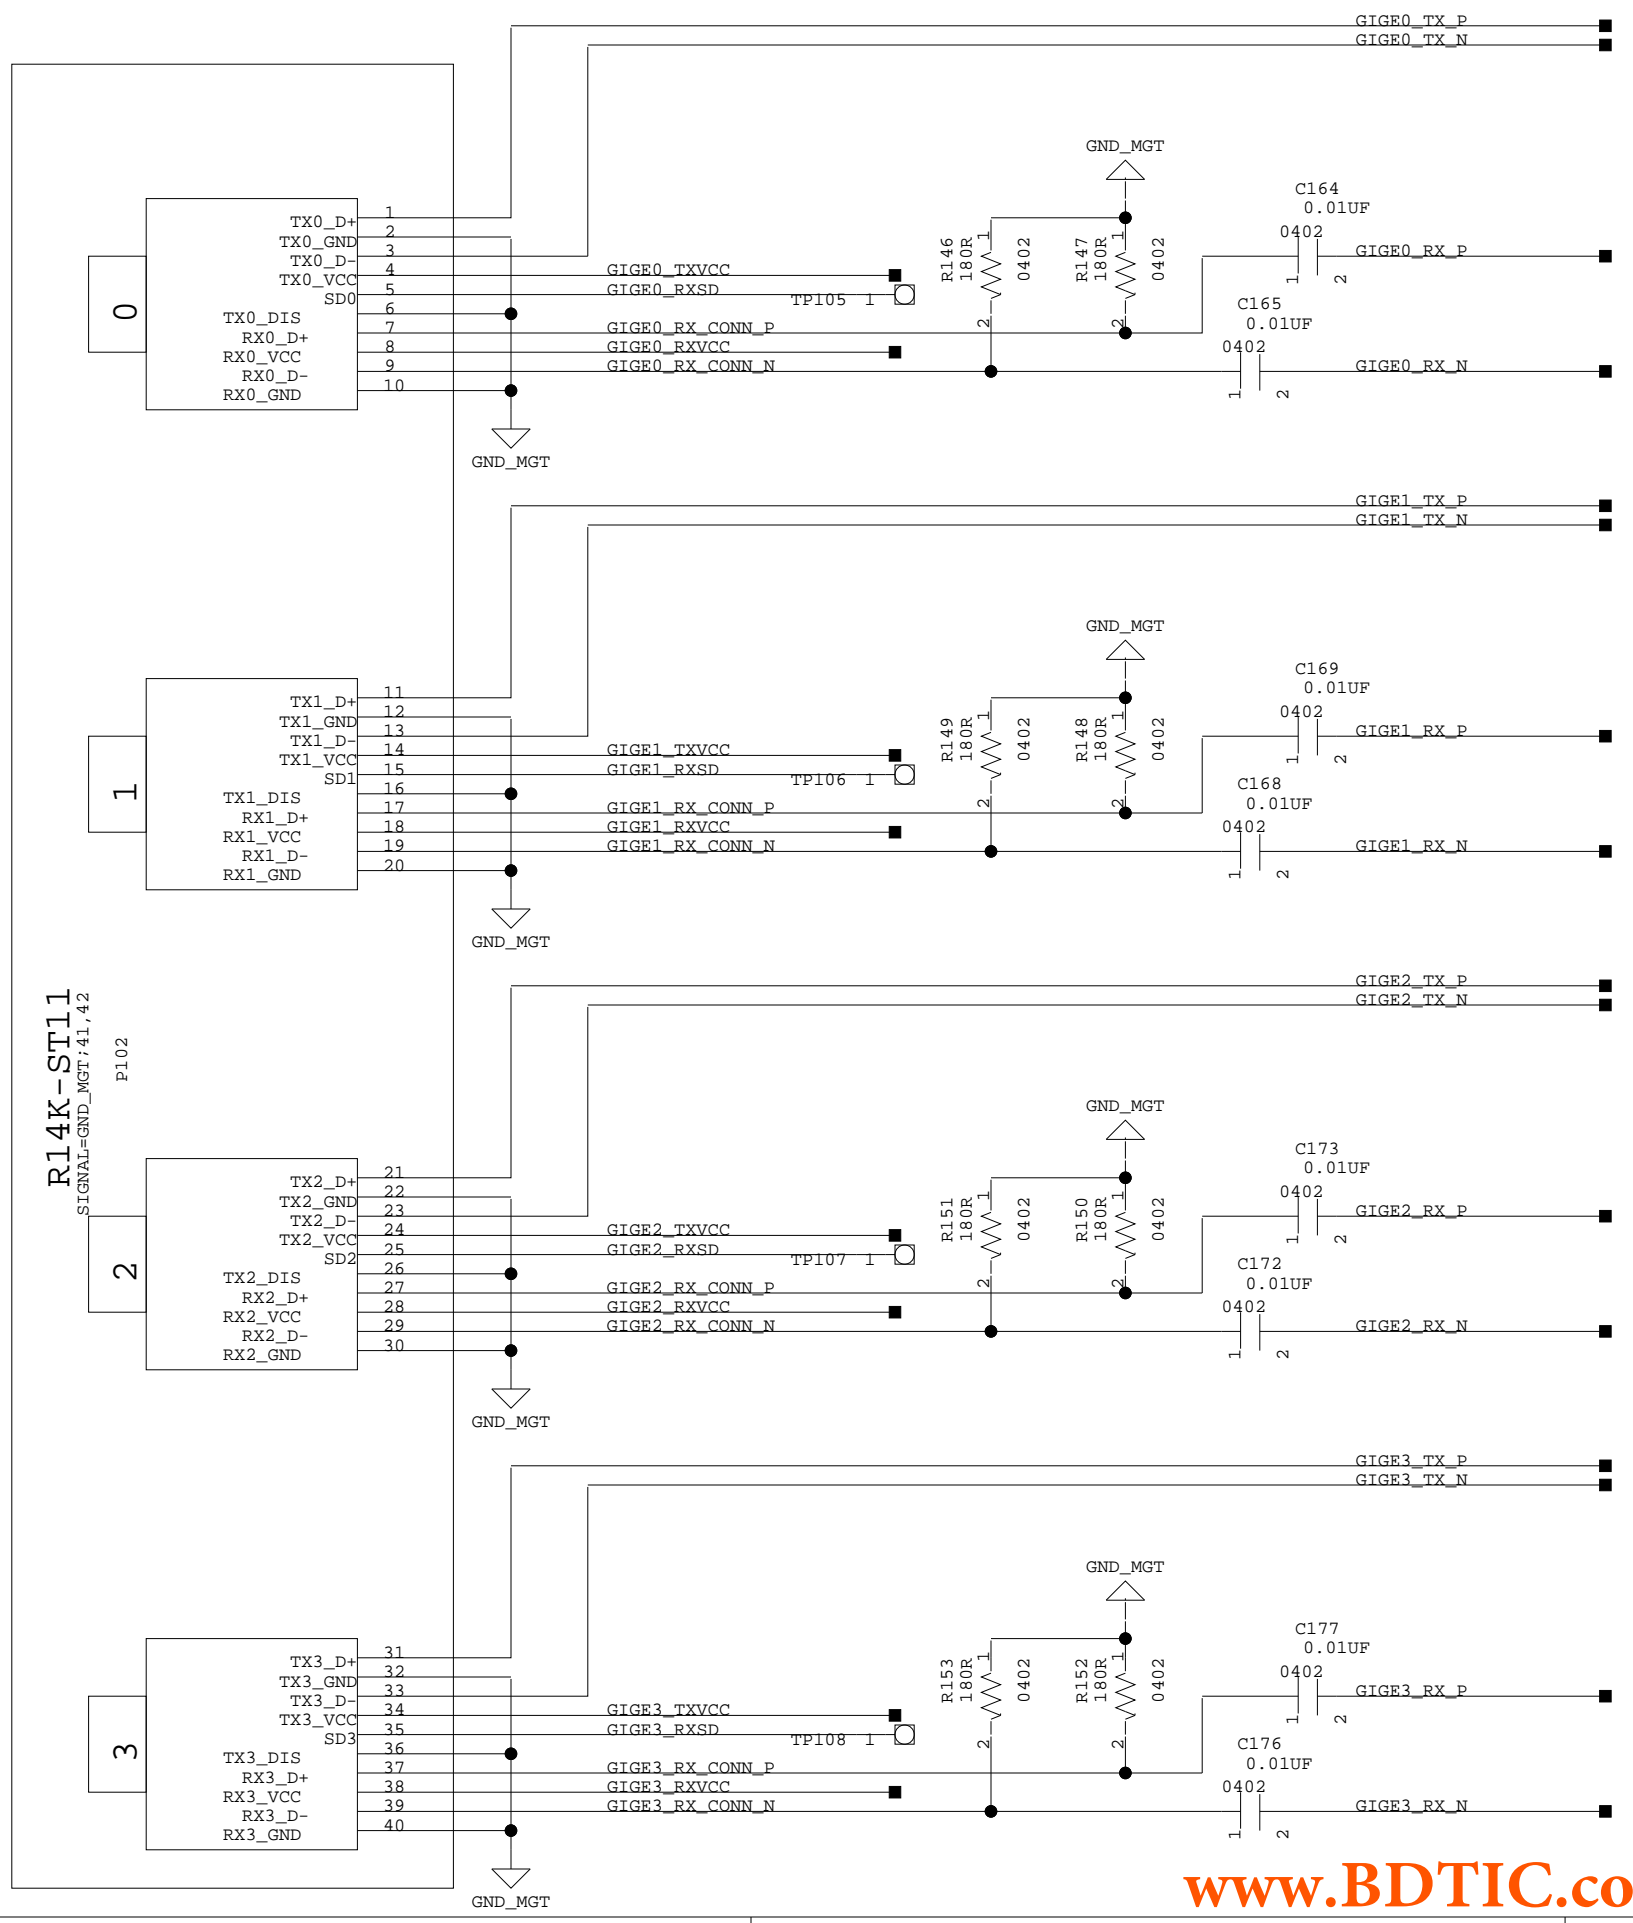 GIGE0_TX_P
GIGE0_TX_N
GND_MGT
C164
0.01UF
0402
GIGE0_RX_P
1
2
R146
180R
0402
1
2
R147
180R
0402
1
2
C165
0.01UF
0402
GIGE0_RX_N
1
2
0
TX0_D+ 1
TX0_GND 2
TX0_D- 3
TX0_VCC 4 GIGE0_TXVCC
SD0 5 GIGE0_RXSD TP105 1
TX0_DIS 6
RX0_D+ 7 GIGE0_RX_CONN_P
RX0_VCC 8 GIGE0_RXVCC
RX0_D- 9 GIGE0_RX_CONN_N
RX0_GND 10
GND_MGT
GIGE1_TX_P
GIGE1_TX_N
GND_MGT
C169
0.01UF
0402
GIGE1_RX_P
1
2
R149
180R
0402
1
2
R148
180R
0402
1
2
C168
0.01UF
0402
GIGE1_RX_N
1
2
1
TX1_D+ 11
TX1_GND 12
TX1_D- 13
TX1_VCC 14 GIGE1_TXVCC
SD1 15 GIGE1_RXSD TP106 1
TX1_DIS 16
RX1_D+ 17 GIGE1_RX_CONN_P
RX1_VCC 18 GIGE1_RXVCC
RX1_D- 19 GIGE1_RX_CONN_N
RX1_GND 20
GND_MGT
R14K-ST11
SIGNAL=GND_MGT;41,42
P102
GIGE2_TX_P
GIGE2_TX_N
GND_MGT
C173
0.01UF
0402
GIGE2_RX_P
1
2
R151
180R
0402
1
2
R150
180R
0402
1
2
C172
0.01UF
0402
GIGE2_RX_N
1
2
2
TX2_D+ 21
TX2_GND 22
TX2_D- 23
TX2_VCC 24 GIGE2_TXVCC
SD2 25 GIGE2_RXSD TP107 1
TX2_DIS 26
RX2_D+ 27 GIGE2_RX_CONN_P
RX2_VCC 28 GIGE2_RXVCC
RX2_D- 29 GIGE2_RX_CONN_N
RX2_GND 30
GND_MGT
GIGE3_TX_P
GIGE3_TX_N
GND_MGT
C177
0.01UF
0402
GIGE3_RX_P
1
2
R153
180R
0402
1
2
R152
180R
0402
1
2
C176
0.01UF
0402
GIGE3_RX_N
1
2
3
TX3_D+ 31
TX3_GND 32
TX3_D- 33
TX3_VCC 34 GIGE3_TXVCC
SD3 35 GIGE3_RXSD TP108 1
TX3_DIS 36
RX3_D+ 37 GIGE3_RX_CONN_P
RX3_VCC 38 GIGE3_RXVCC
RX3_D- 39 GIGE3_RX_CONN_N
RX3_GND 40
GND_MGT
www.BDTIC.co